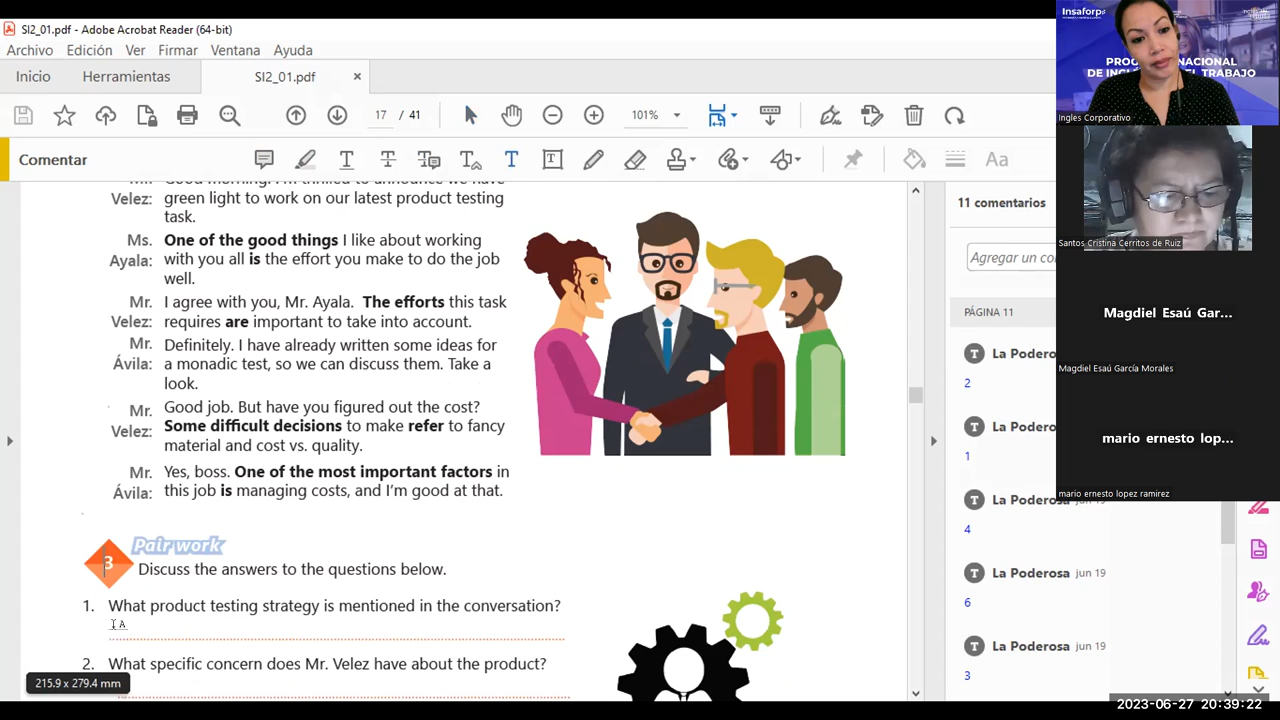 SI2_01.pdf - Adobe Acrobat Reader (64-bit)
Archivo Edición Ver Firmar Ventana Ayuda
Inicio Herramientas SI2_01.pdf ×
17 / 41 101%
Comentar
Velez: green light to work on our latest product testing
task.
Ms. One of the good things I like about working
Ayala: with you all is the effort you make to do the job
well.
Mr. I agree with you, Mr. Ayala. The efforts this task
Velez: requires are important to take into account.
Mr. Definitely. I have already written some ideas for
Ávila: a monadic test, so we can discuss them. Take a
look.
Mr. Good job. But have you figured out the cost?
Velez: Some difficult decisions to make refer to fancy
material and cost vs. quality.
Mr. Yes, boss. One of the most important factors in
Ávila: this job is managing costs, and I'm good at that.
3 Pair work
Discuss the answers to the questions below.
1. What product testing strategy is mentioned in the conversation?
2. What specific concern does Mr. Velez have about the product?
215.9 x 279.4 mm
11 comentarios
Agregar un co
PÁGINA 11
La Poderosa
2
La Poderosa
1
La Poderosa jun 19
4
La Poderosa jun 19
6
La Poderosa jun 19
3
Insaforp
Ingles Corporativo
Santos Cristina Cerritos de Ruiz
Magdiel Esaú Gar...
Magdiel Esaú García Morales
mario ernesto lop...
mario ernesto lopez ramirez
2023-06-27 20:39:22